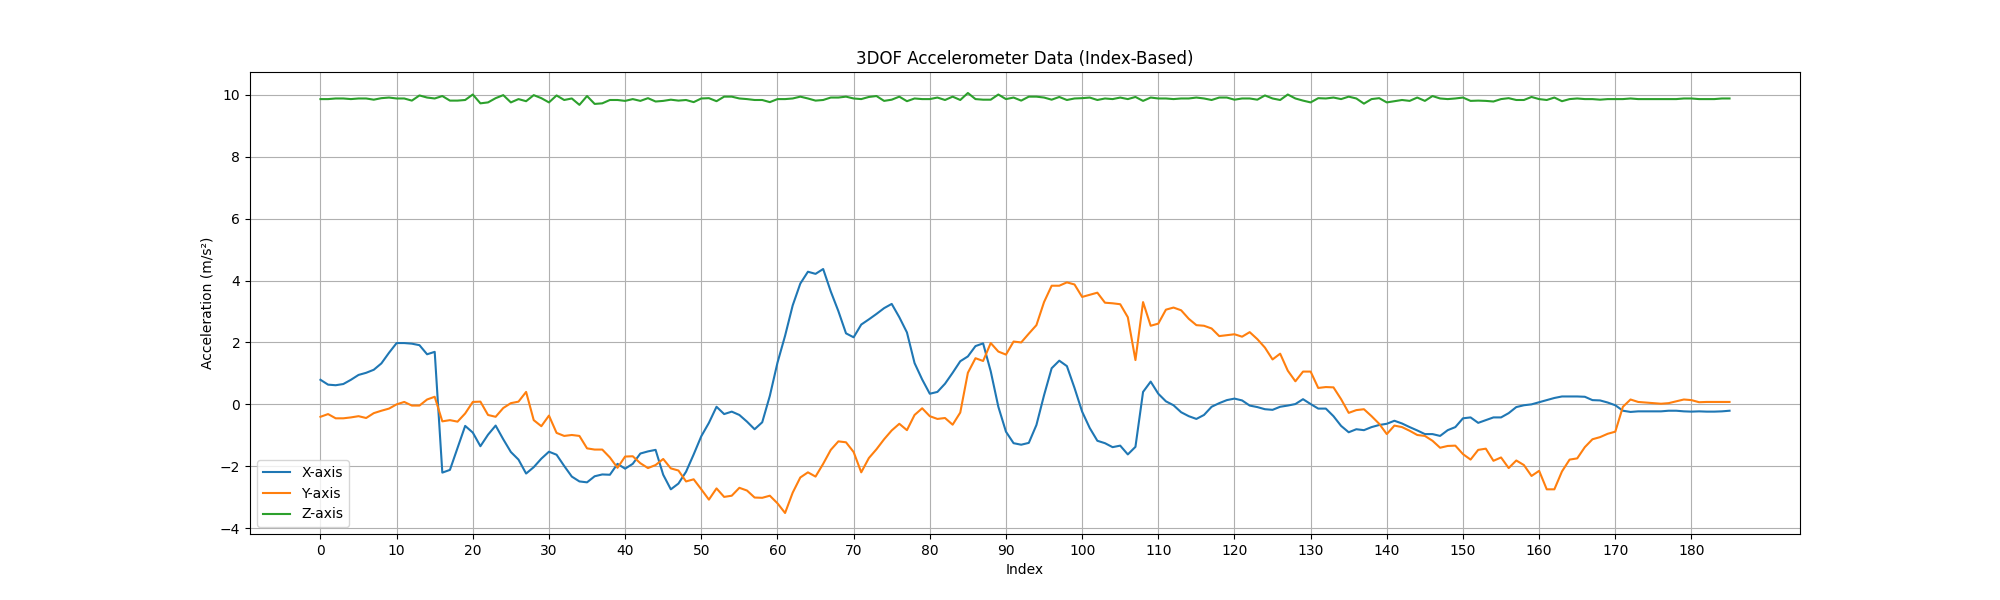 3DOF Accelerometer Data (Index-Based)
Acceleration (m/s²)
10
8
6
4
2
0
−2
−4
X-axis
Y-axis
Z-axis
0 10 20 30 40 50 60 70 80 90 100 110 120 130 140 150 160 170 180
Index